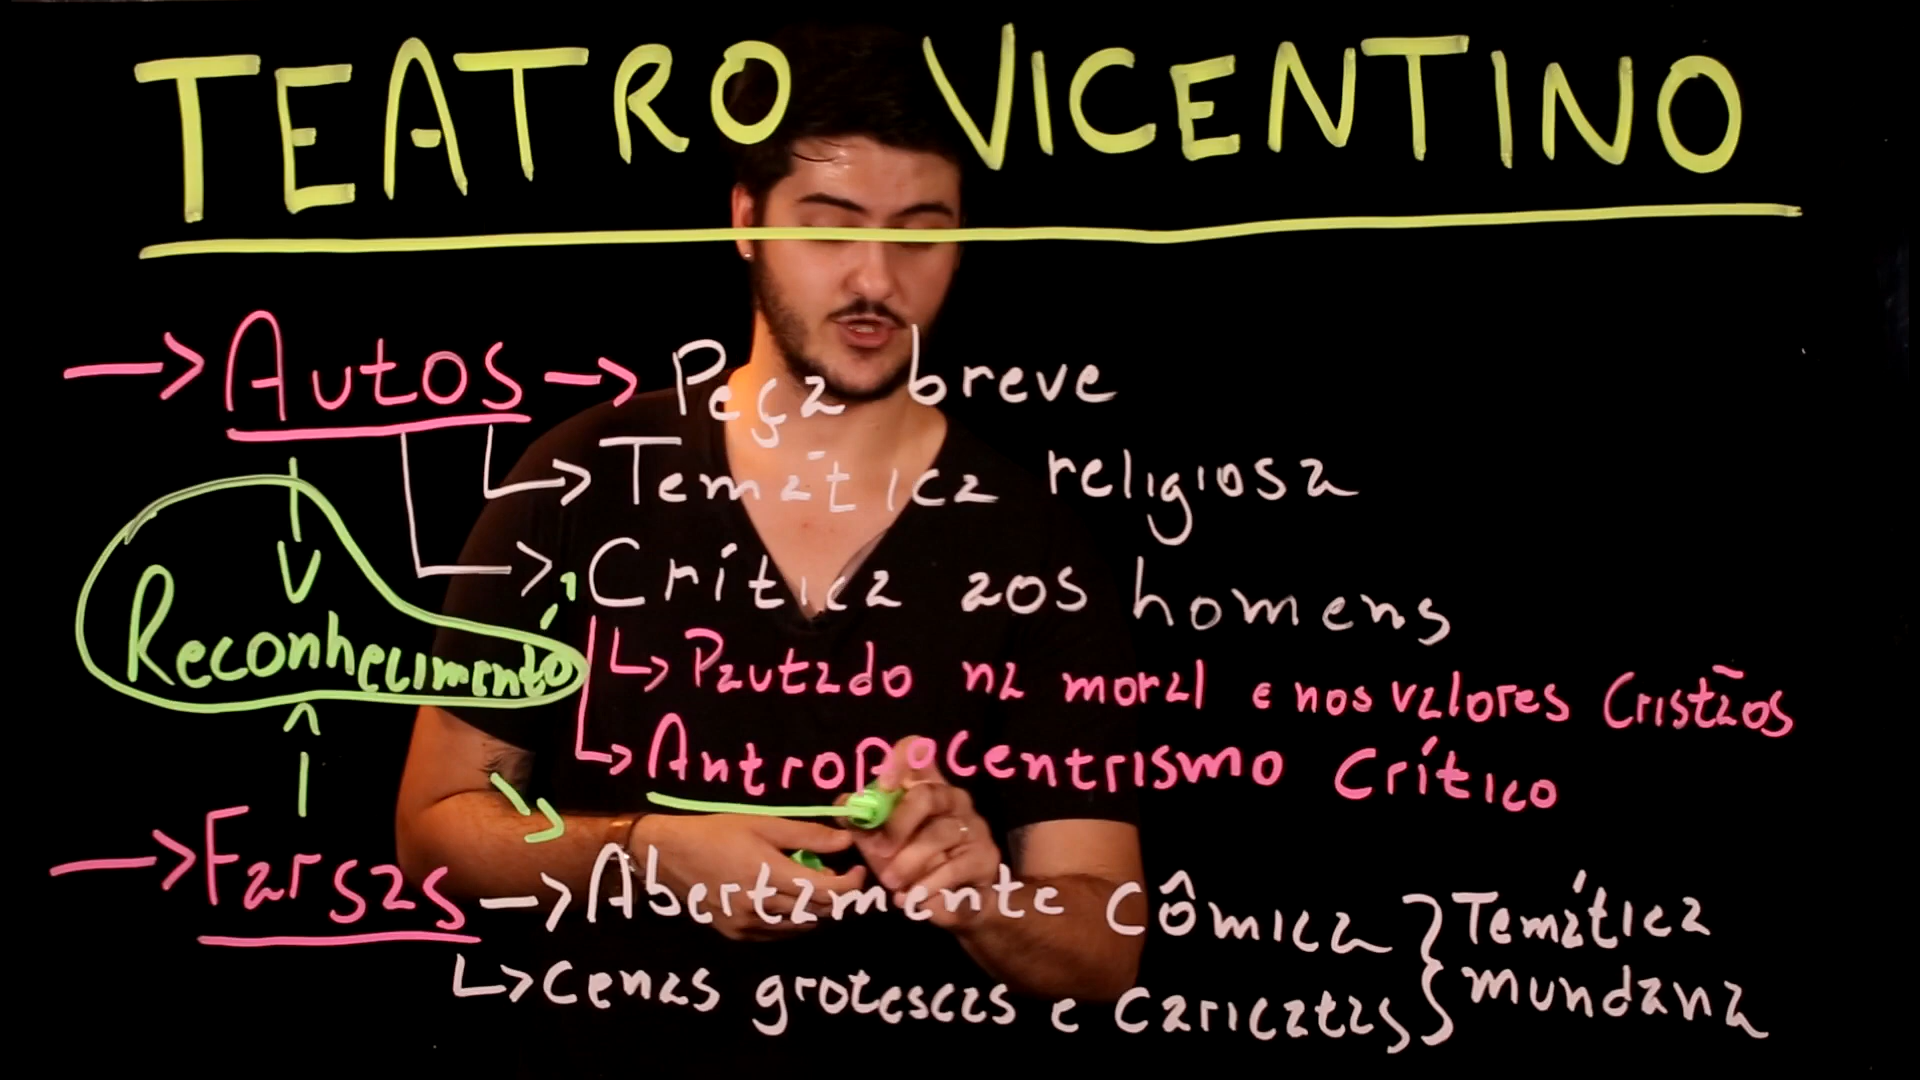 TEATRO VICENTINO
→ Autos → Peça breve
→ Temática religiosa
→ Crítica aos homens
Reconhecimento
↳ Pautado na moral e nos valores Cristãos
↳ Antropocentrismo Crítico
→ Farsas → Abertamente Cômica } Temática
↳ Cenas grotescas e Caricatas } mundana